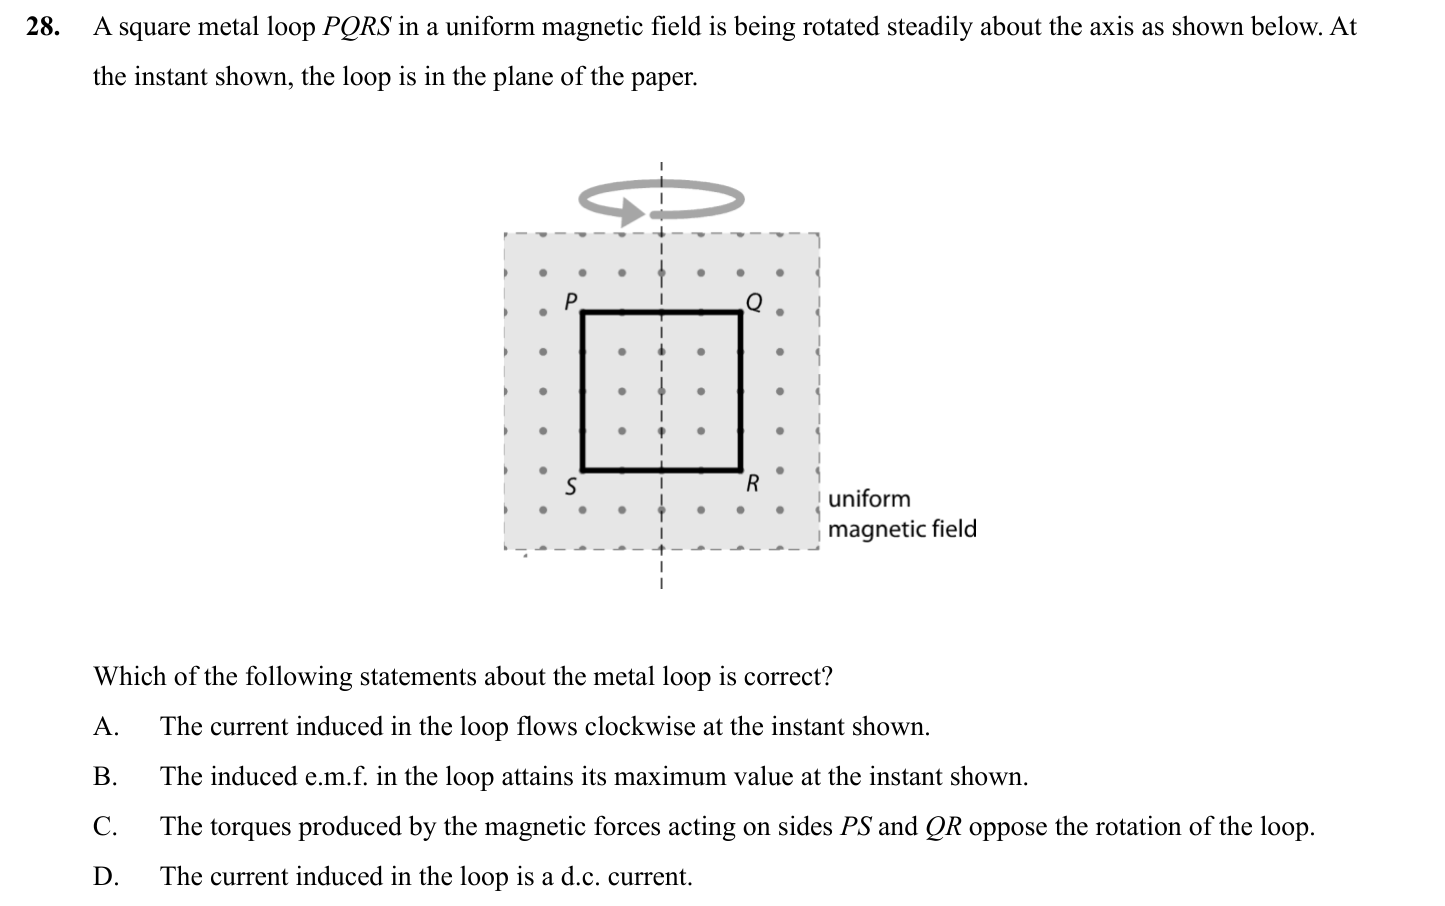 28. A square metal loop PQRS in a uniform magnetic field is being rotated steadily about the axis as shown below. At
the instant shown, the loop is in the plane of the paper.
P
Q
S
R
uniform
magnetic field
Which of the following statements about the metal loop is correct?
A. The current induced in the loop flows clockwise at the instant shown.
B. The induced e.m.f. in the loop attains its maximum value at the instant shown.
C. The torques produced by the magnetic forces acting on sides PS and QR oppose the rotation of the loop.
D. The current induced in the loop is a d.c. current.